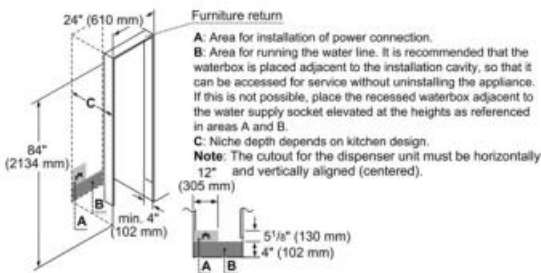 24" (610 mm)
Furniture return
A: Area for installation of power connection.
B: Area for running the water line. It is recommended that the
waterbox is placed adjacent to the installation cavity, so that it
can be accessed for service without uninstalling the appliance.
If this is not possible, place the recessed waterbox adjacent to
the water supply socket elevated at the heights as referenced
in areas A and B.
C: Niche depth depends on kitchen design.
Note: The cutout for the dispenser unit must be horizontally
and vertically aligned (centered).
C
84"
(2134 mm)
12"
(305 mm)
B
A
min. 4"
(102 mm)
5 1/8" (130 mm)
4" (102 mm)
A
B